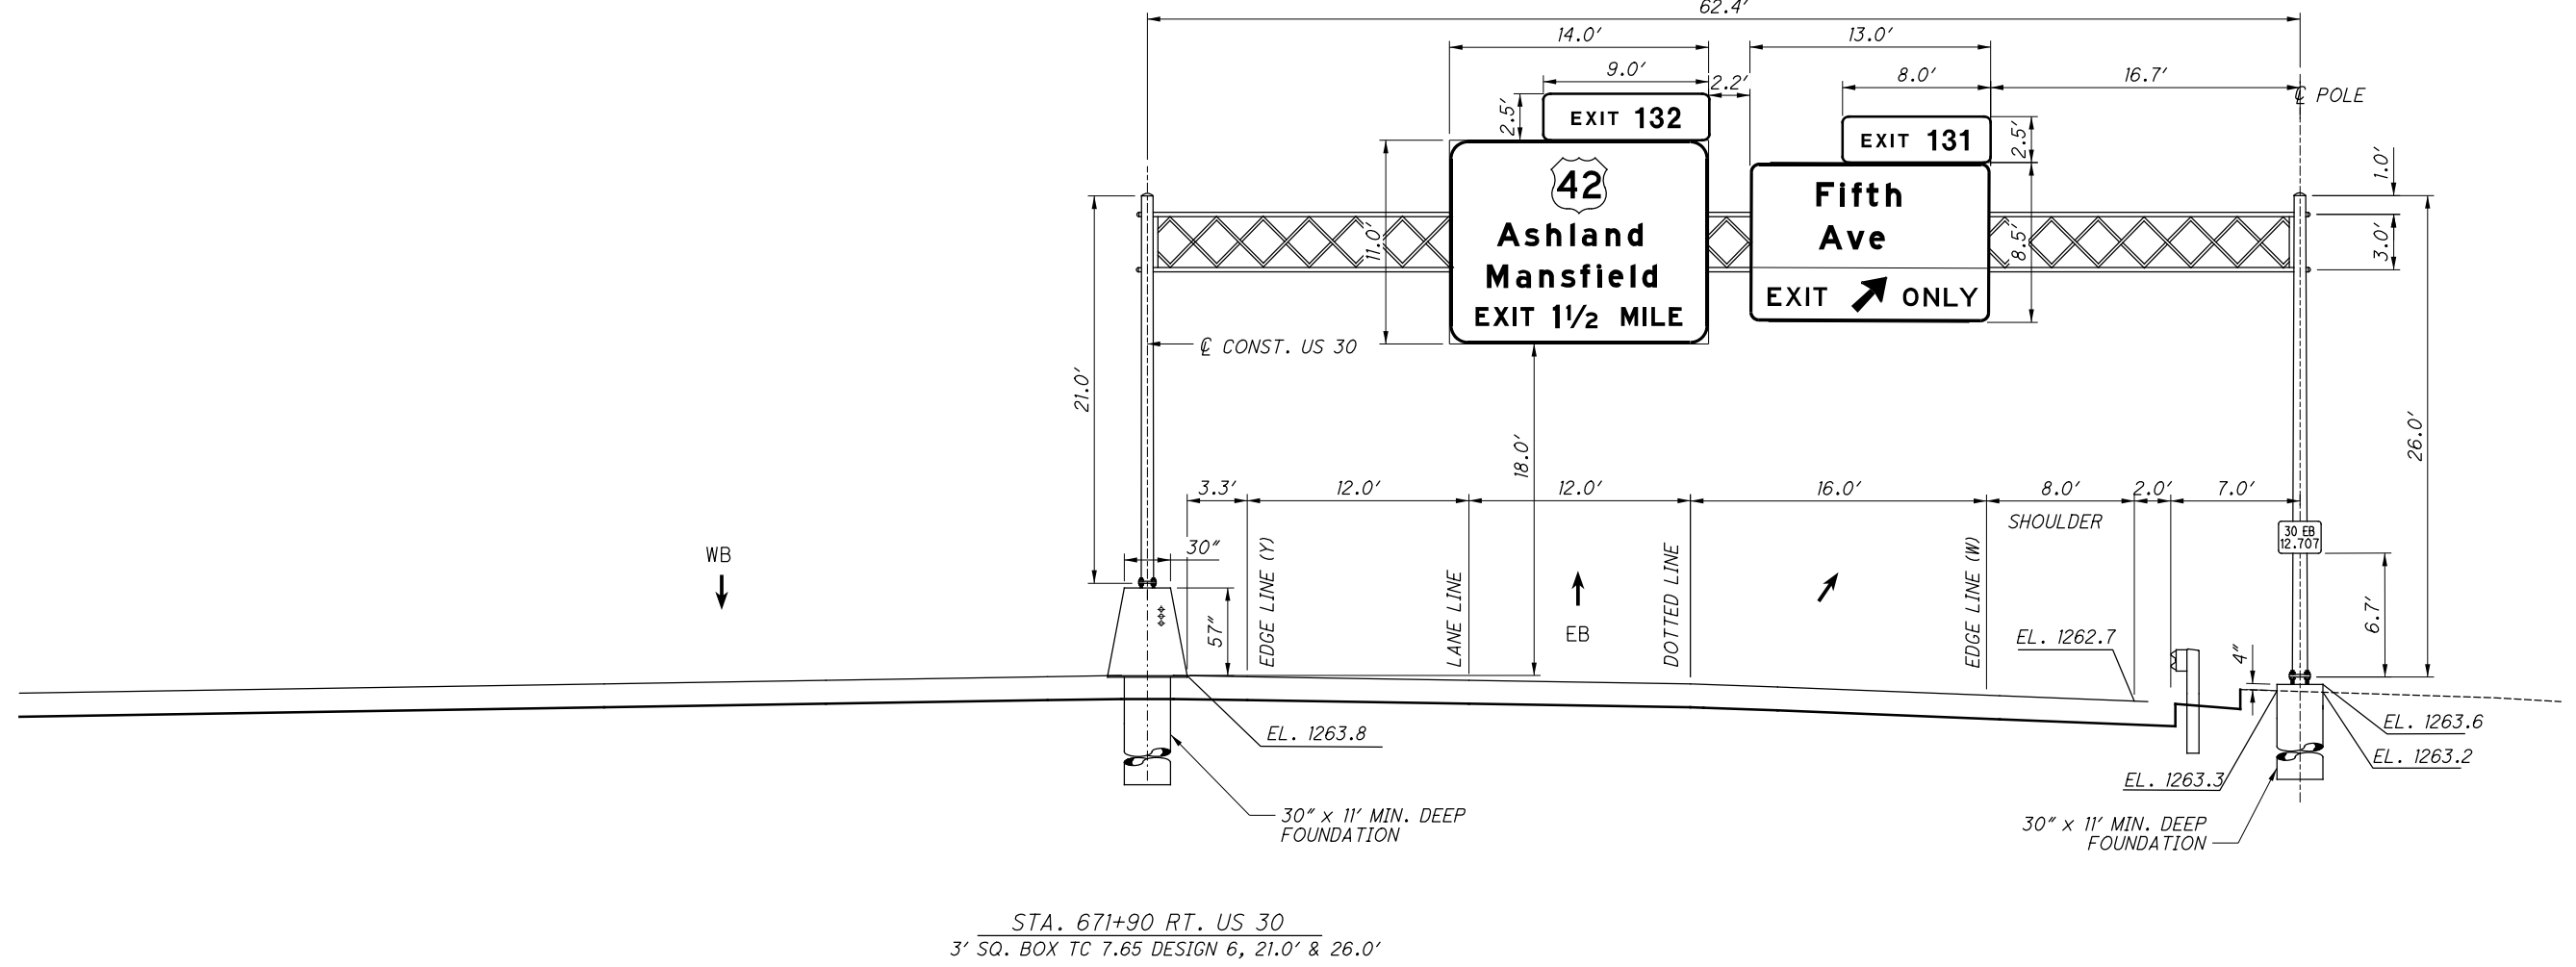 62.4'
14.0'
13.0'
9.0'
2.2'
8.0'
16.7'
℄ POLE
2.5'
EXIT 132
EXIT 131
2.5'
1.0'
11.0'
42
Ashland
Mansfield
EXIT 1½ MILE
Fifth
Ave
EXIT ONLY
8.5'
3.0'
℄ CONST. US 30
21.0'
18.0'
26.0'
3.3'
12.0'
12.0'
16.0'
8.0'
2.0'
7.0'
SHOULDER
30 EB
12.707
WB
30"
57"
EDGE LINE (Y)
LANE LINE
EB
DOTTED LINE
EDGE LINE (W)
EL. 1262.7
4"
6.7'
EL. 1263.8
EL. 1263.6
EL. 1263.2
EL. 1263.3
30" x 11' MIN. DEEP
FOUNDATION
30" x 11' MIN. DEEP
FOUNDATION
STA. 671+90 RT. US 30
3' SQ. BOX TC 7.65 DESIGN 6, 21.0' & 26.0'